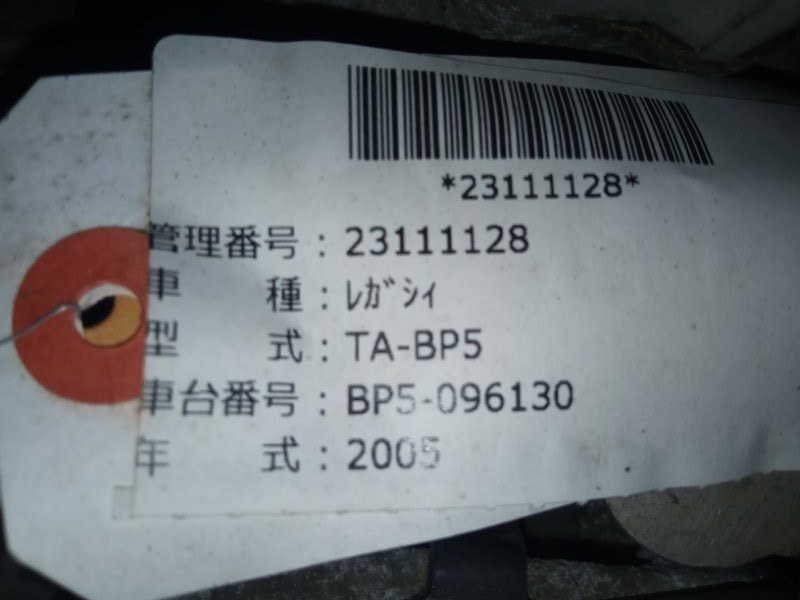 *23111128*
管理番号：23111128
車　　種：ﾚｶﾞｼｨ
型　　式：TA-BP5
車台番号：BP5-096130
年　　式：2005